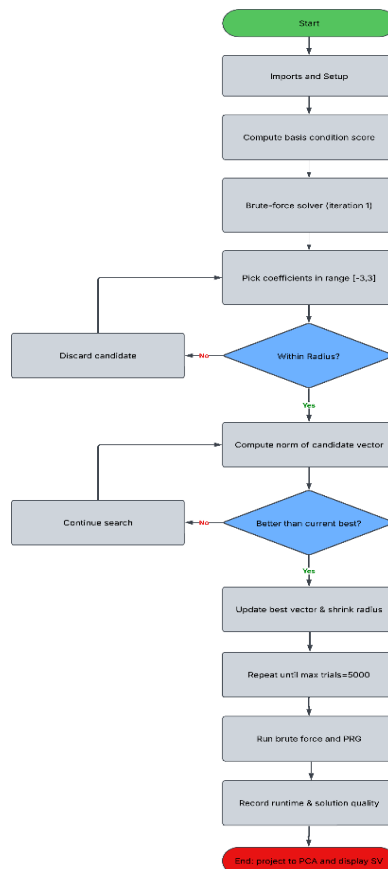 Start
Imports and Setup
Compute basis condition score
Brute-force solver (iteration 1)
Pick coefficients in range [-3,3]
Discard candidate
No
Within Radius?
Yes
Compute norm of candidate vector
Continue search
No
Better than current best?
Yes
Update best vector & shrink radius
Repeat until max trials=5000
Run brute force and PRG
Record runtime & solution quality
End: project to PCA and display SV